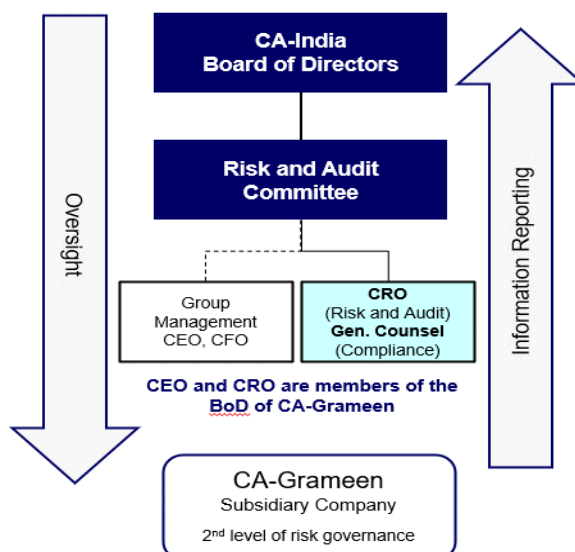 CA-India
Board of Directors
Risk and Audit
Committee
Oversight
Information Reporting
Group
Management
CEO, CFO
CRO
(Risk and Audit)
Gen. Counsel
(Compliance)
CEO and CRO are members of the
BoD of CA-Grameen
CA-Grameen
Subsidiary Company
2nd level of risk governance